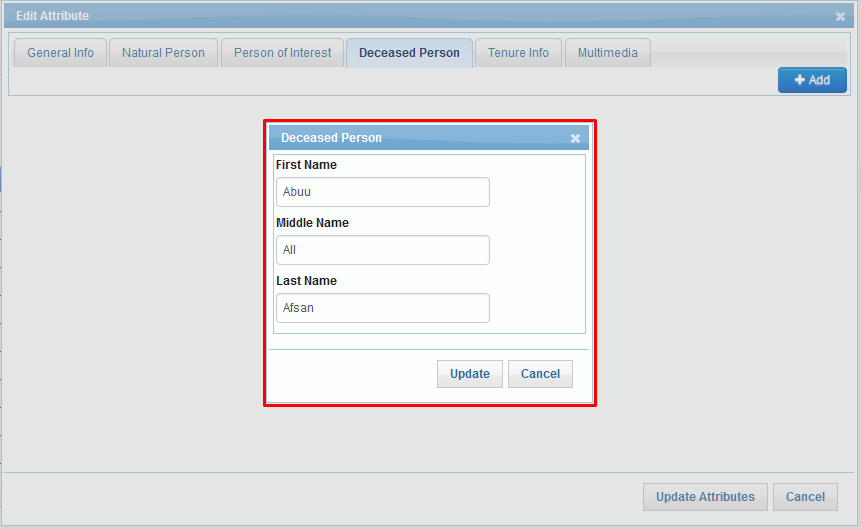 Edit Attribute
General Info Natural Person Person of Interest Deceased Person Tenure Info Multimedia
Add
Deceased Person
First Name
Abuu
Middle Name
All
Last Name
Afsan
Update Cancel
Update Attributes Cancel